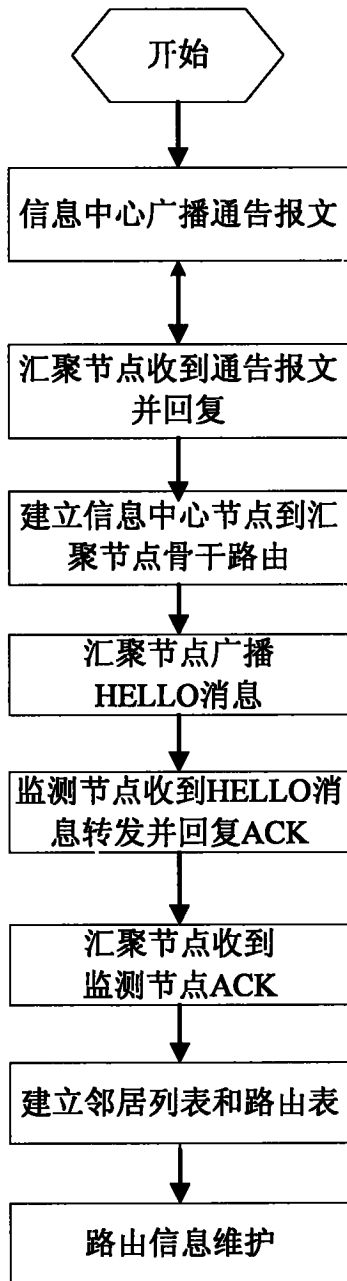 开始
信息中心广播通告报文
汇聚节点收到通告报文
并回复
建立信息中心节点到汇
聚节点骨干路由
汇聚节点广播
HELLO消息
监测节点收到HELLO消
息转发并回复ACK
汇聚节点收到
监测节点ACK
建立邻居列表和路由表
路由信息维护